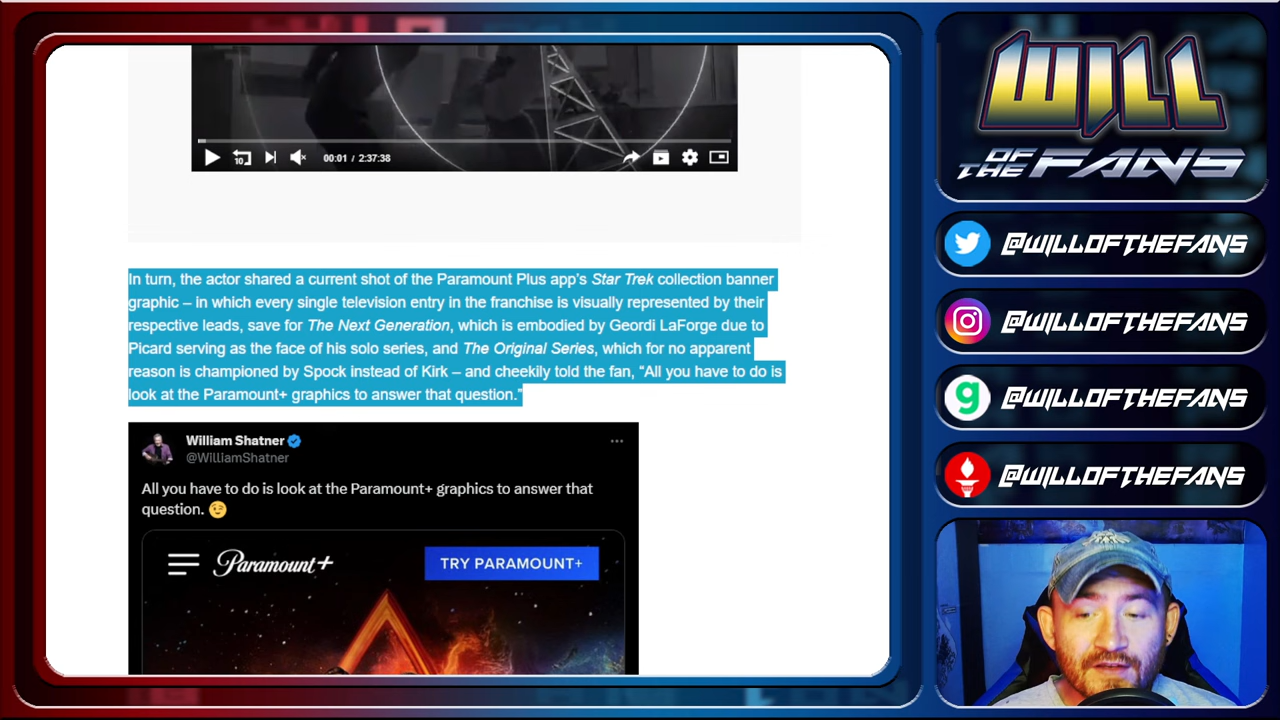 00:01 / 2:37:38
In turn, the actor shared a current shot of the Paramount Plus app's Star Trek collection banner
graphic – in which every single television entry in the franchise is visually represented by their
respective leads, save for The Next Generation, which is embodied by Geordi LaForge due to
Picard serving as the face of his solo series, and The Original Series, which for no apparent
reason is championed by Spock instead of Kirk – and cheekily told the fan, “All you have to do is
look at the Paramount+ graphics to answer that question.”
William Shatner
@WilliamShatner
All you have to do is look at the Paramount+ graphics to answer that
question. 😉
Paramount+
TRY PARAMOUNT+
WILL
OF THE FANS
@WILLOFTHEFANS
@WILLOFTHEFANS
@WILLOFTHEFANS
@WILLOFTHEFANS